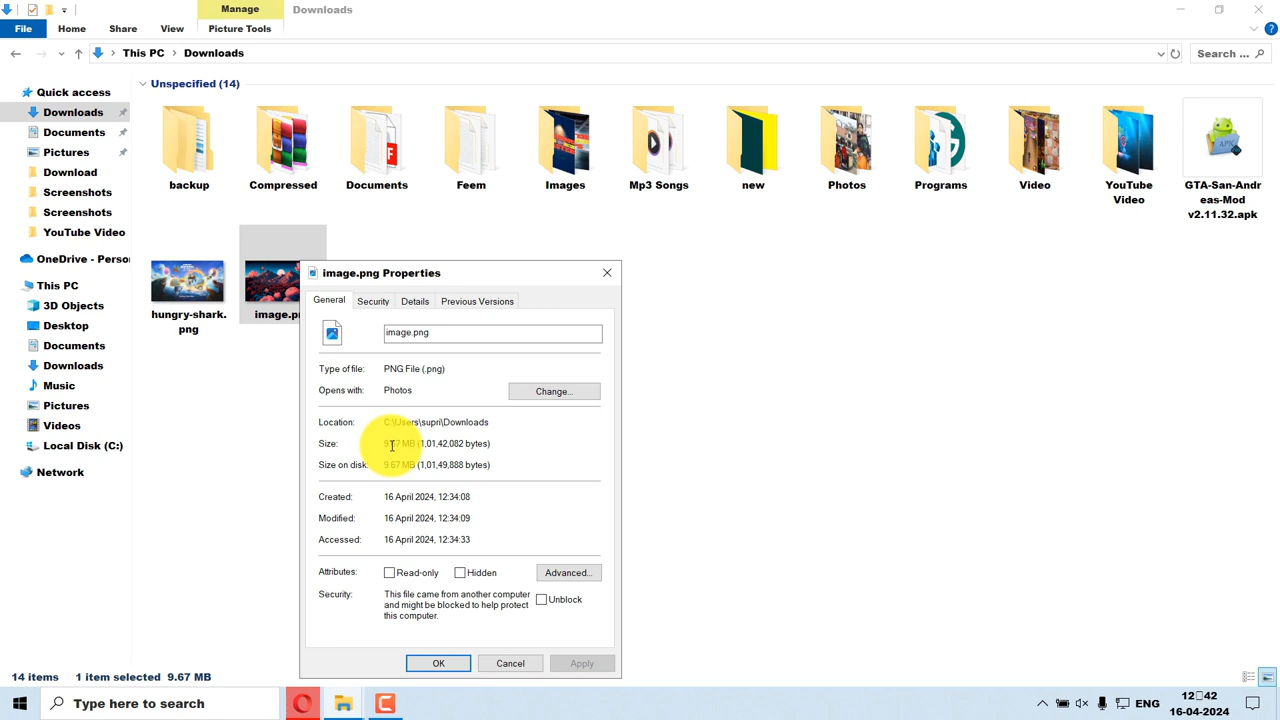 Manage
Downloads
File
Home
Share
View
Picture Tools
This PC
Downloads
Search ...
Unspecified (14)
Quick access
Downloads
Documents
Pictures
Download
Screenshots
Screenshots
YouTube Video
OneDrive - Perso
This PC
3D Objects
Desktop
Documents
Downloads
Music
Pictures
Videos
Local Disk (C:)
Network
backup
Compressed
Documents
Feem
Images
Mp3 Songs
new
Photos
Programs
Video
YouTube
Video
GTA-San-Andr
eas-Mod
v2.11.32.apk
hungry-shark.
png
image.pn
image.png Properties
General
Security
Details
Previous Versions
image.png
Type of file: PNG File (.png)
Opens with: Photos
Change...
Location: C:\Users\supri\Downloads
Size: 9.67 MB (1,01,42,082 bytes)
Size on disk: 9.67 MB (1,01,49,888 bytes)
Created: 16 April 2024, 12:34:08
Modified: 16 April 2024, 12:34:09
Accessed: 16 April 2024, 12:34:33
Attributes: Read-only Hidden Advanced...
Security: This file came from another computer
and might be blocked to help protect
this computer.
Unblock
OK
Cancel
Apply
14 items 1 item selected 9.67 MB
Type here to search
ENG
12:42
16-04-2024